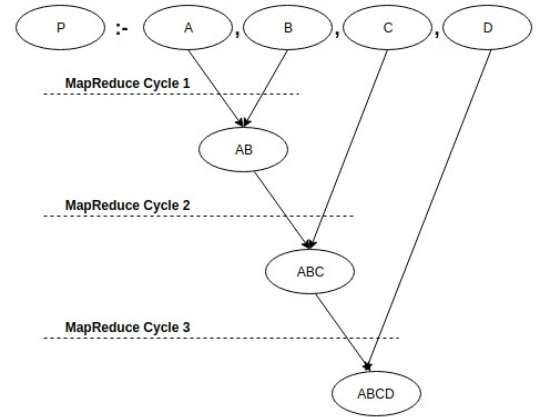 P :- A , B , C , D
MapReduce Cycle 1
AB
MapReduce Cycle 2
ABC
MapReduce Cycle 3
ABCD